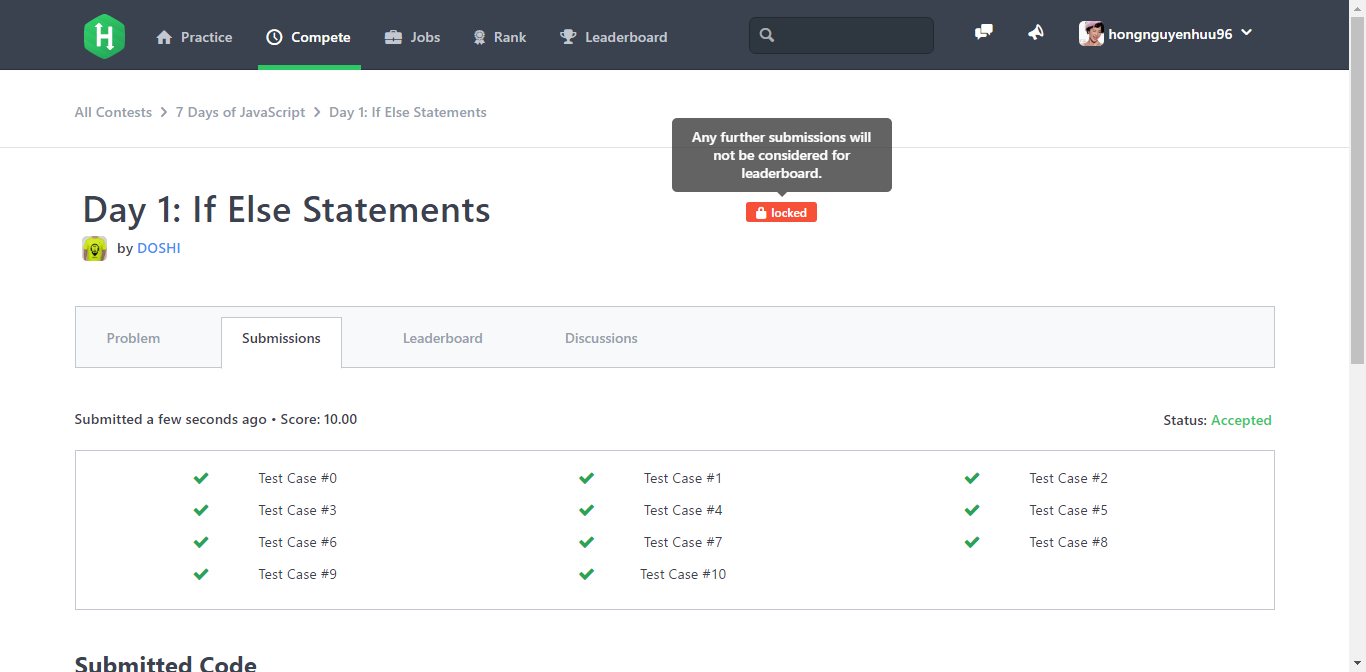 H Practice Compete Jobs Rank Leaderboard hongnguyenhuu96
All Contests > 7 Days of JavaScript > Day 1: If Else Statements
Any further submissions will
not be considered for
leaderboard.
Day 1: If Else Statements
locked
by DOSHI
Problem Submissions Leaderboard Discussions
Submitted a few seconds ago • Score: 10.00 Status: Accepted
Test Case #0 Test Case #1 Test Case #2
Test Case #3 Test Case #4 Test Case #5
Test Case #6 Test Case #7 Test Case #8
Test Case #9 Test Case #10
Submitted Code